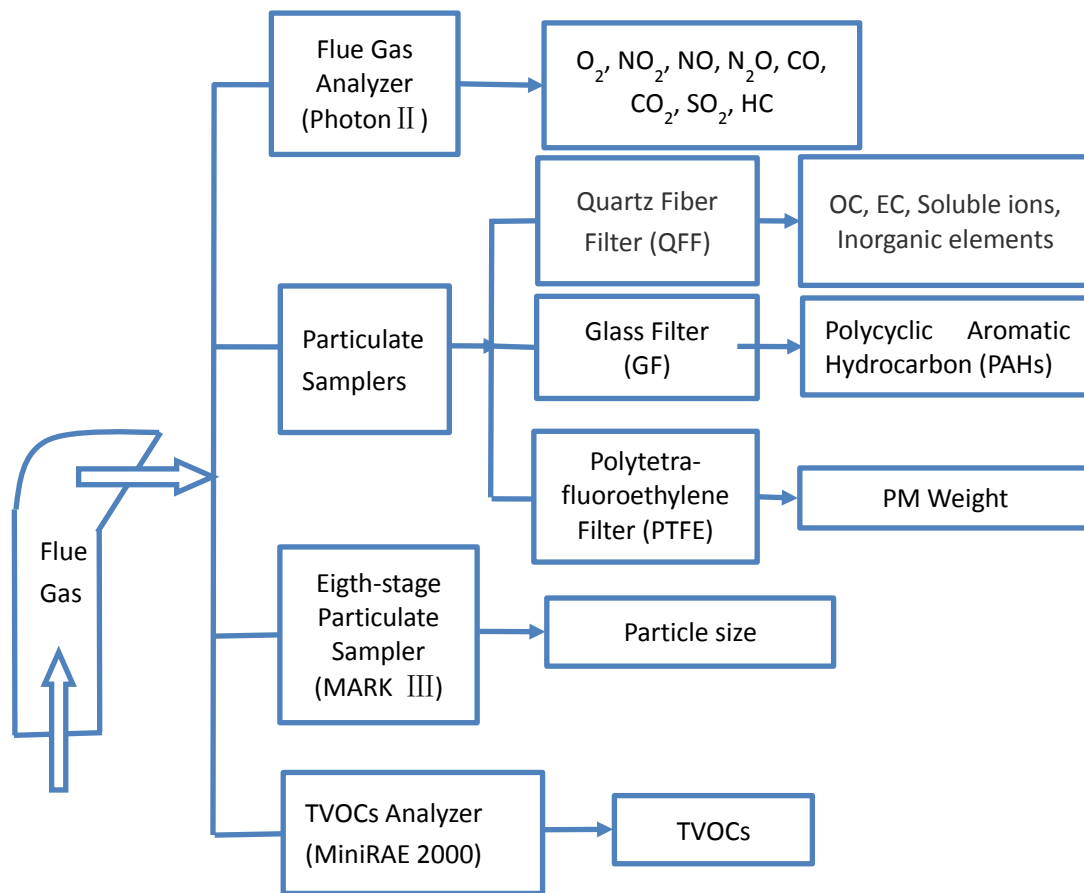 Flue Gas
Analyzer
(Photon Ⅱ)
O₂, NO₂, NO, N₂O, CO,
CO₂, SO₂, HC
Quartz Fiber
Filter (QFF)
OC, EC, Soluble ions,
Inorganic elements
Particulate
Samplers
Glass Filter
(GF)
Polycyclic Aromatic
Hydrocarbon (PAHs)
Polytetra-
fluoroethylene
Filter (PTFE)
PM Weight
Flue
Gas
Eigth-stage
Particulate
Sampler
(MARK Ⅲ)
Particle size
TVOCs Analyzer
(MiniRAE 2000)
TVOCs